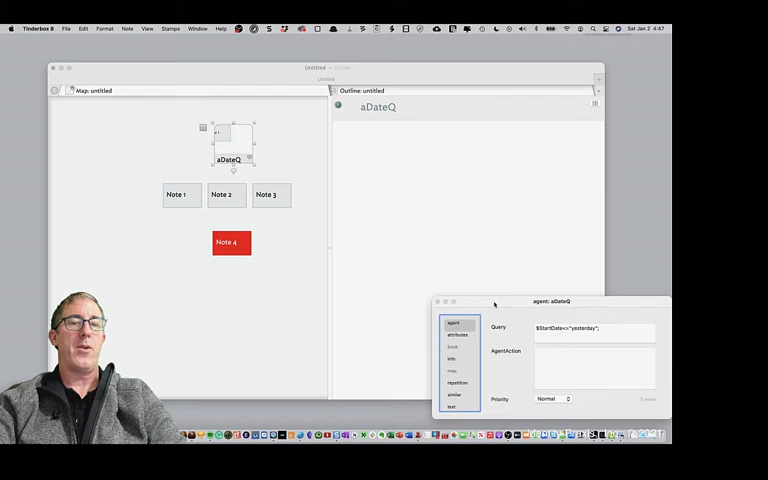 Tinderbox 8 File Edit Format Note View Stamps Window Help Sat Jan 2 4:47
Untitled
Untitled
Map: untitled Outline: untitled
aDateQ
aDateQ
Note 1 Note 2 Note 3
Note 4
agent: aDateQ
agent
attributes
book
info
map
repetition
similar
text
Query $StartDate<="yesterday";
AgentAction
Priority Normal